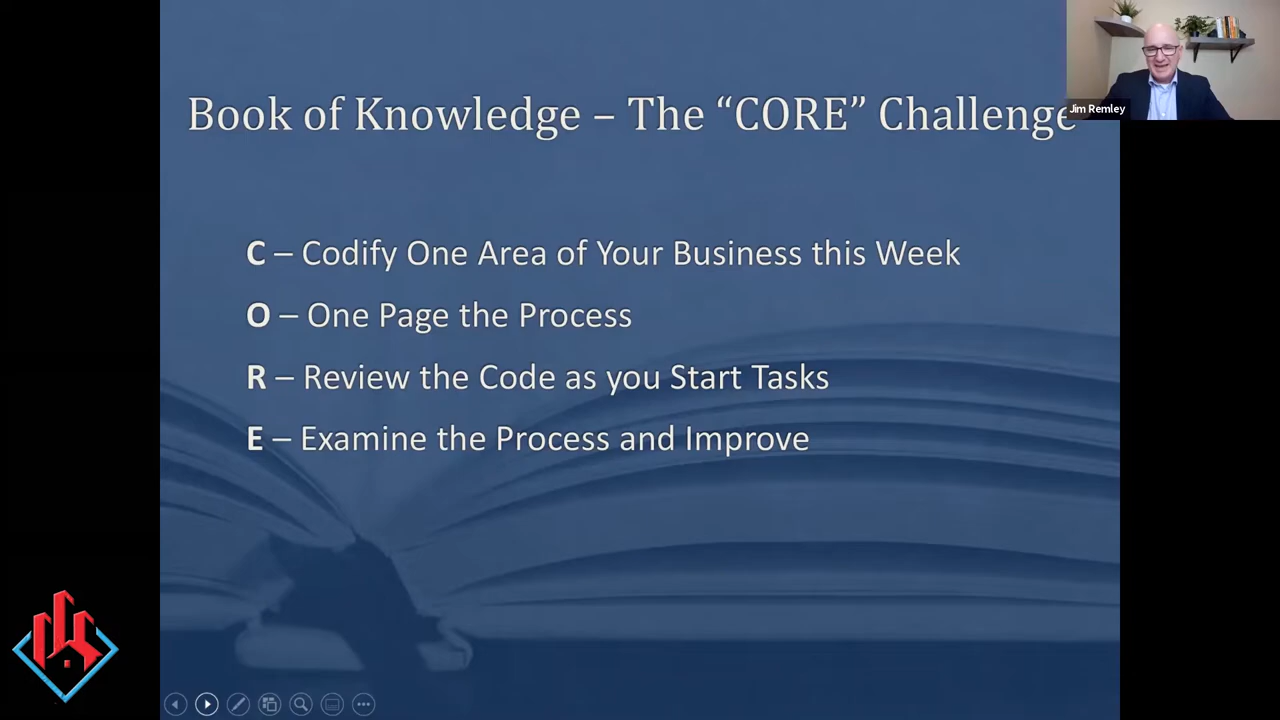 Book of Knowledge – The “CORE” Challenge
Jim Remley
C – Codify One Area of Your Business this Week
O – One Page the Process
R – Review the Code as you Start Tasks
E – Examine the Process and Improve